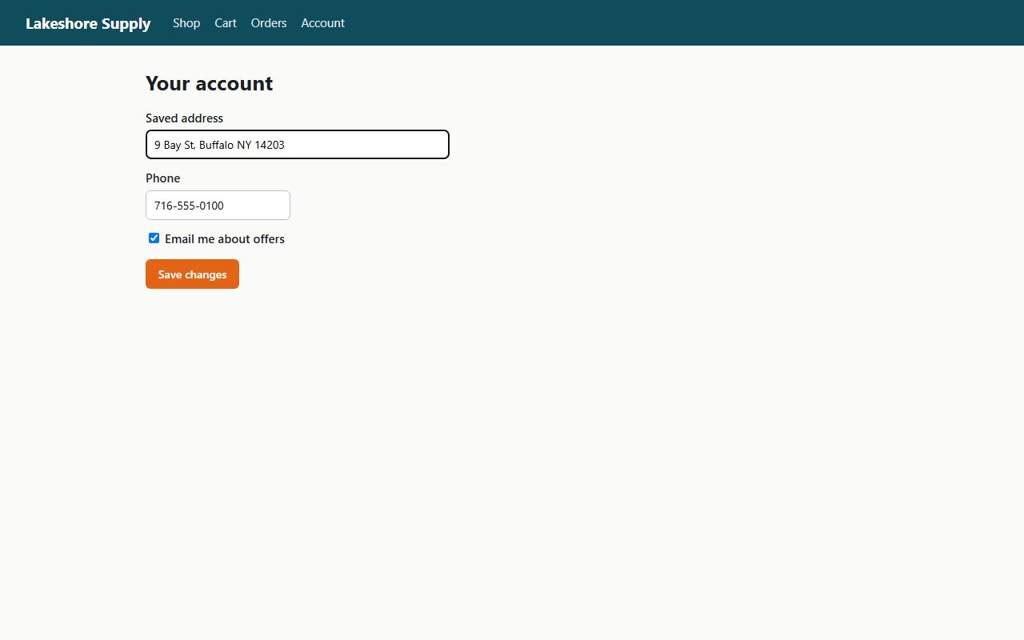 Lakeshore Supply Shop Cart Orders Account
Your account
Saved address
9 Bay St, Buffalo NY 14203
Phone
716-555-0100
Email me about offers
Save changes